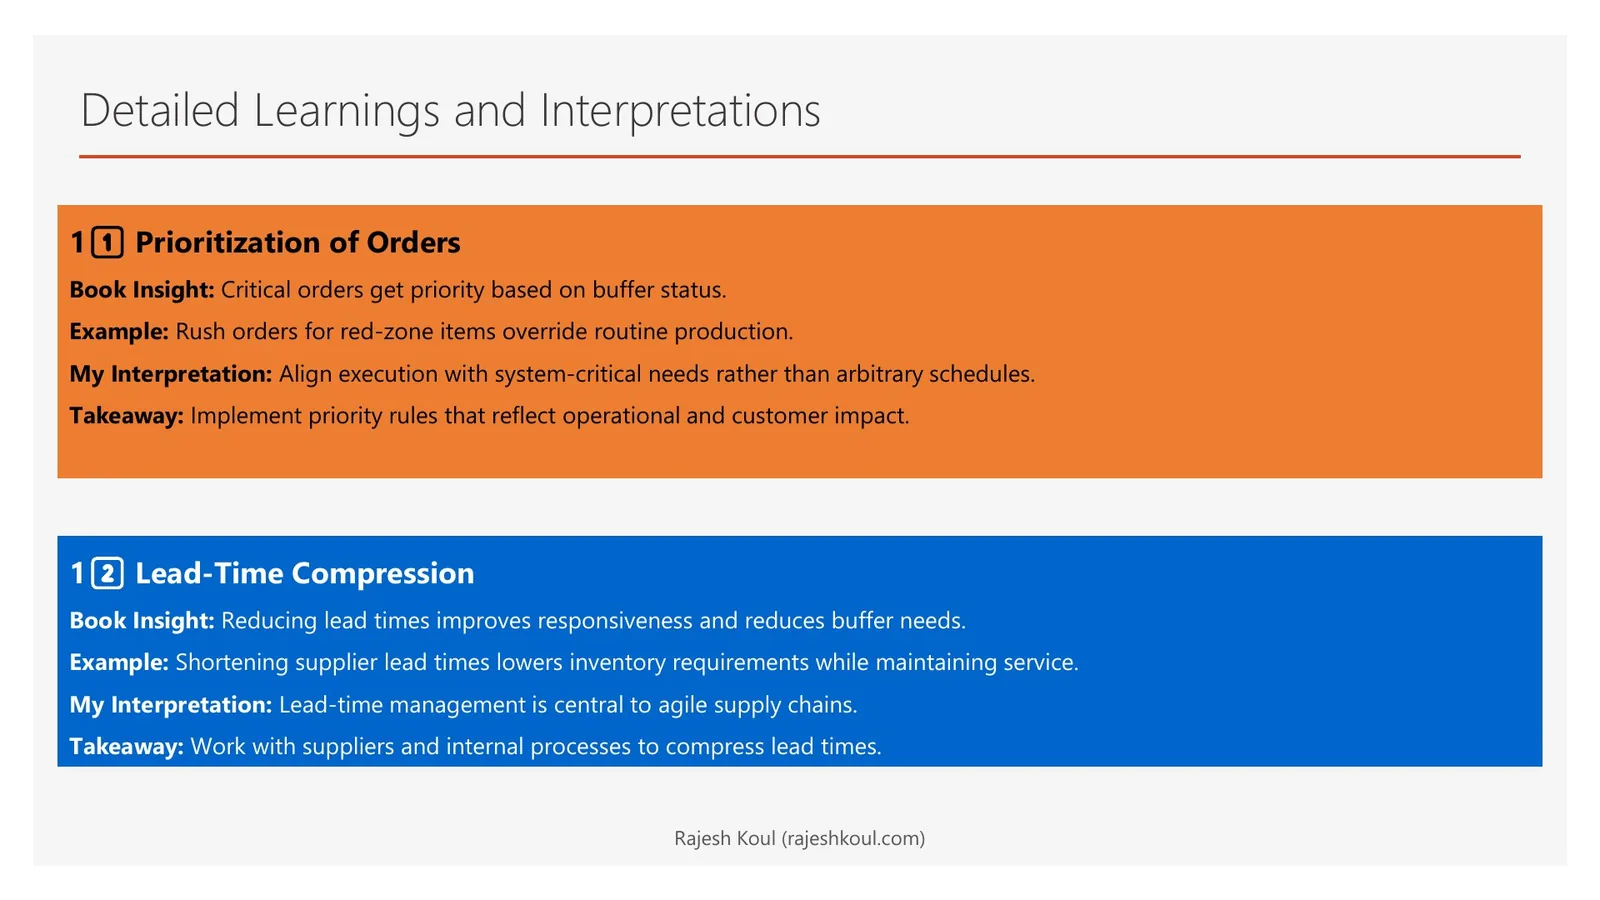 Detailed Learnings and Interpretations
11️⃣ Prioritization of Orders
Book Insight: Critical orders get priority based on buffer status.
Example: Rush orders for red-zone items override routine production.
My Interpretation: Align execution with system-critical needs rather than arbitrary schedules.
Takeaway: Implement priority rules that reflect operational and customer impact.
12️⃣ Lead-Time Compression
Book Insight: Reducing lead times improves responsiveness and reduces buffer needs.
Example: Shortening supplier lead times lowers inventory requirements while maintaining service.
My Interpretation: Lead-time management is central to agile supply chains.
Takeaway: Work with suppliers and internal processes to compress lead times.
Rajesh Koul (rajeshkoul.com)